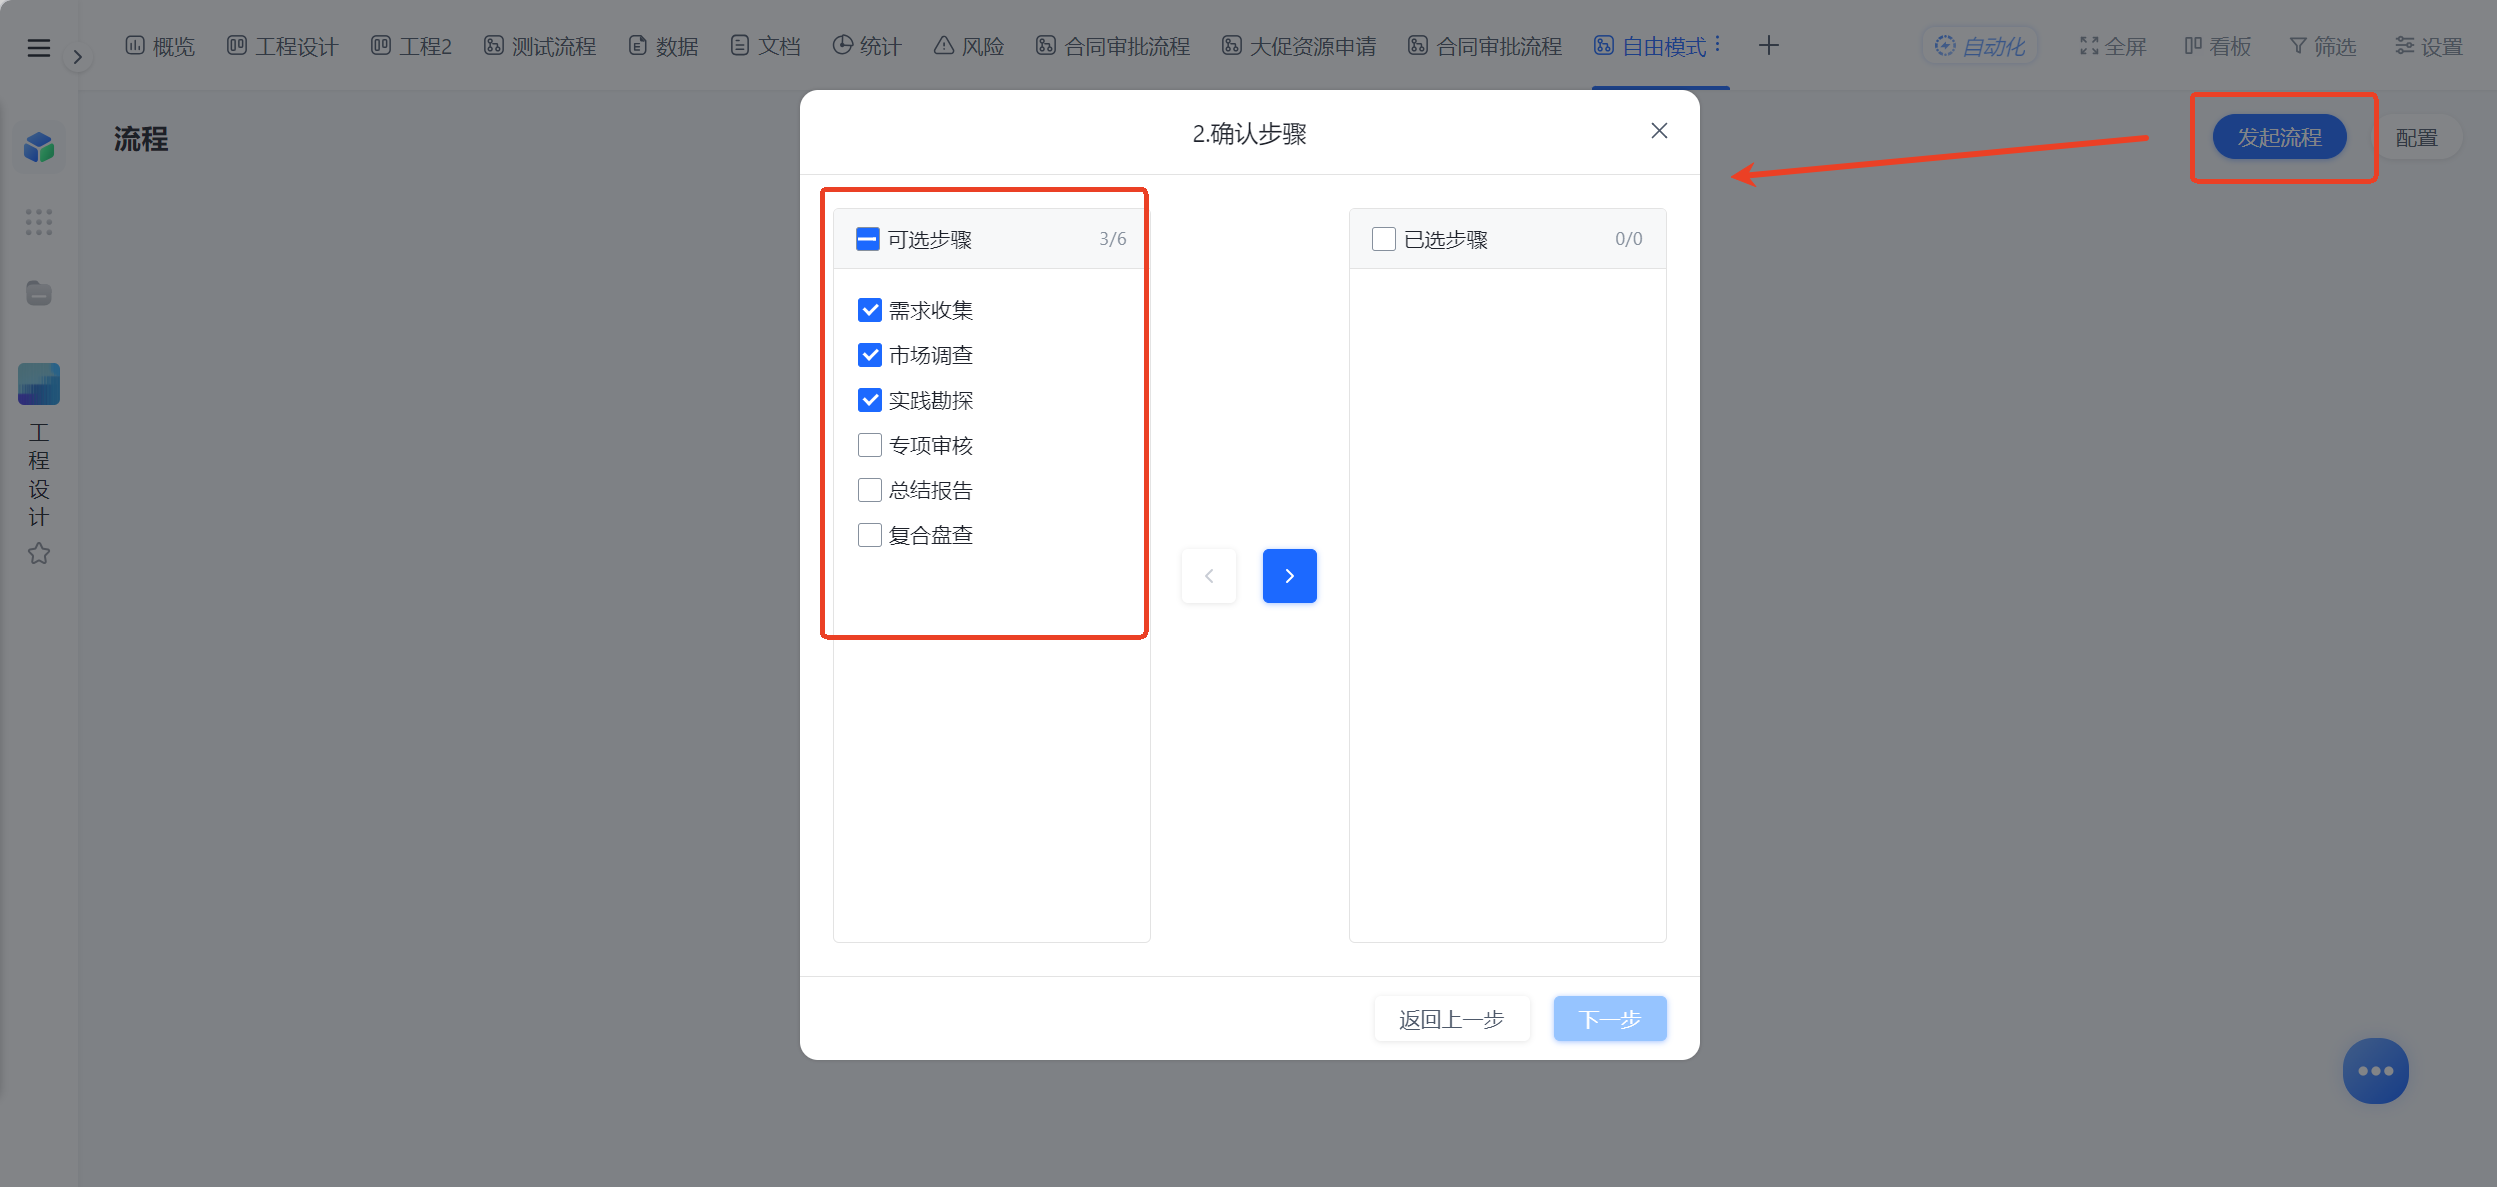 概览 工程设计 工程2 测试流程 数据 文档 统计 风险 合同审批流程 大促资源申请 合同审批流程 自由模式 自动化 全屏 看板 筛选 设置
流程
发起流程 配置
工
程
设
计
2.确认步骤
可选步骤 3/6
需求收集
市场调查
实践勘探
专项审核
总结报告
复合盘查
已选步骤 0/0
返回上一步 下一步